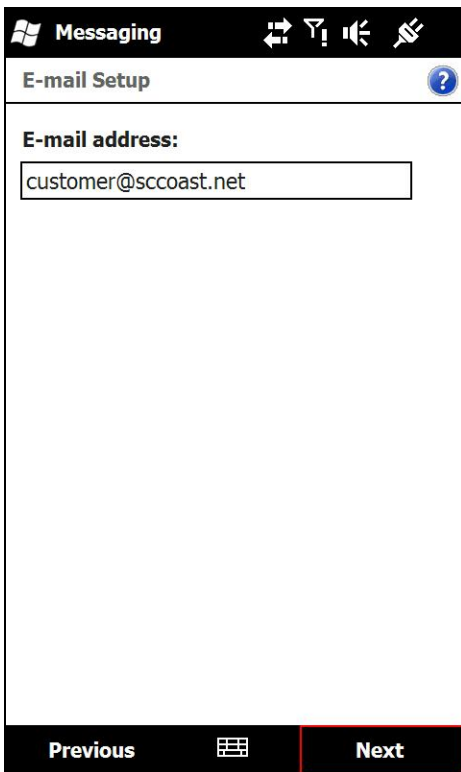 Messaging
E-mail Setup
?
E-mail address:
customer@sccoast.net
Previous
Next